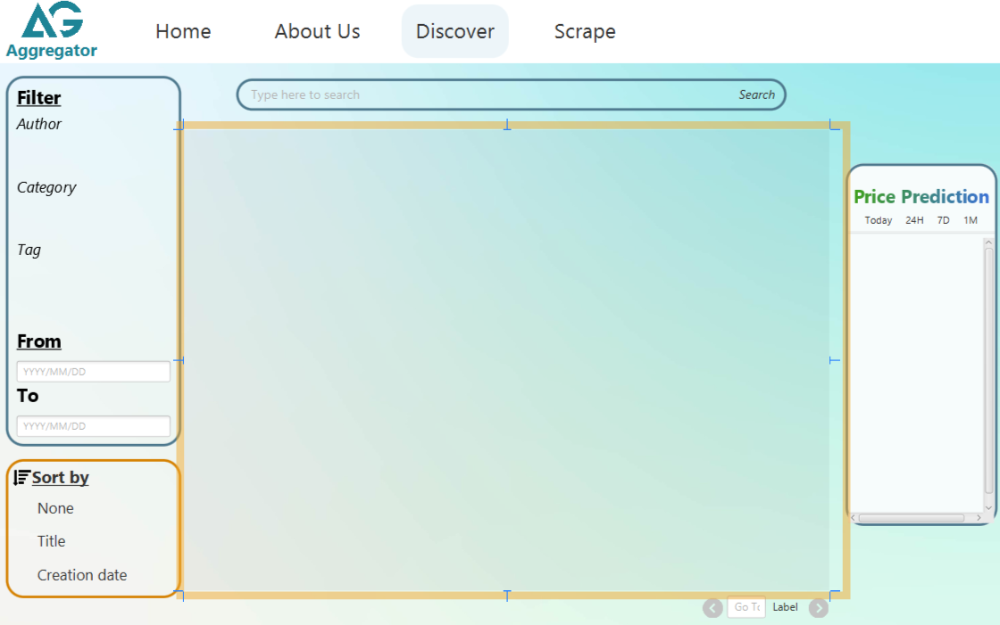 AG
Aggregator
Home
About Us
Discover
Scrape
Filter
Author
Category
Tag
From
YYYY/MM/DD
To
YYYY/MM/DD
Sort by
None
Title
Creation date
Type here to search
Search
Price Prediction
Today 24H 7D 1M
Go To
Label